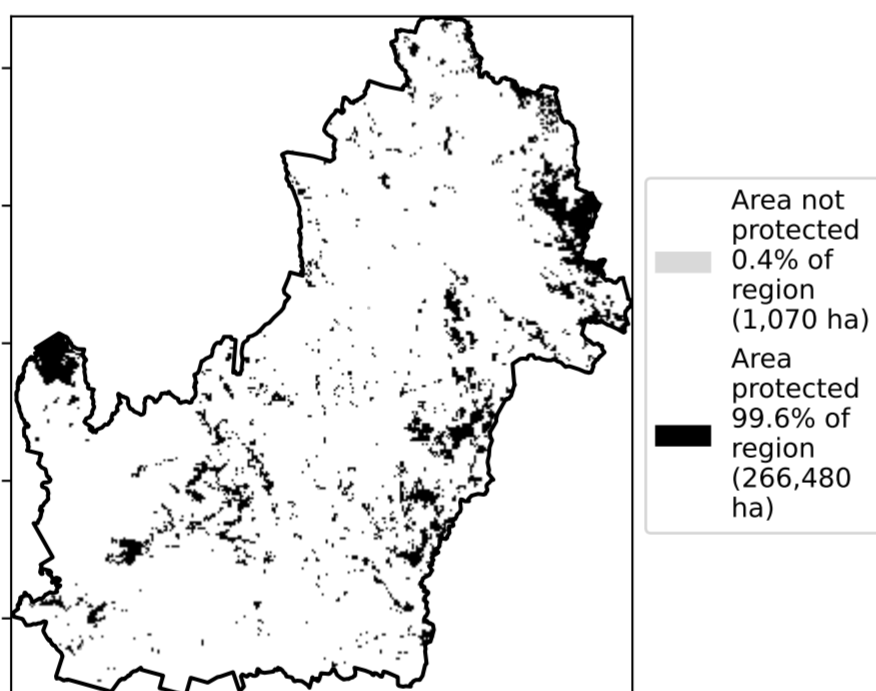 Area not
protected
0.4% of
region
(1,070 ha)
Area
protected
99.6% of
region
(266,480
ha)